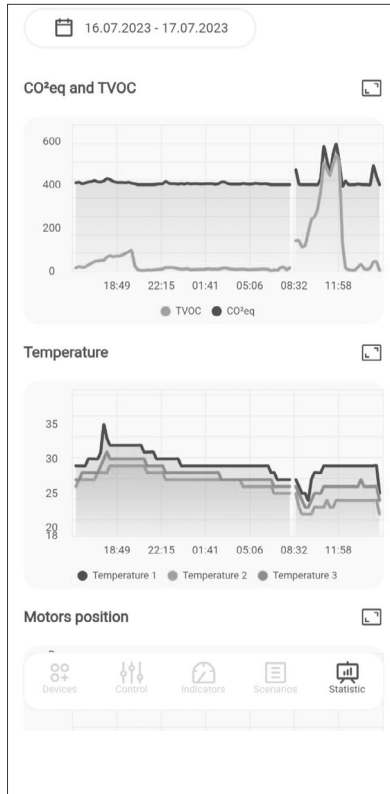 16.07.2023 - 17.07.2023
CO²eq and TVOC
600
400
200
0
18:49 22:15 01:41 05:06 08:32 11:58
TVOC CO²eq
Temperature
35
30
25
20
18
18:49 22:15 01:41 05:06 08:32 11:58
Temperature 1 Temperature 2 Temperature 3
Motors position
Devices Control Indicators Scenarios Statistic